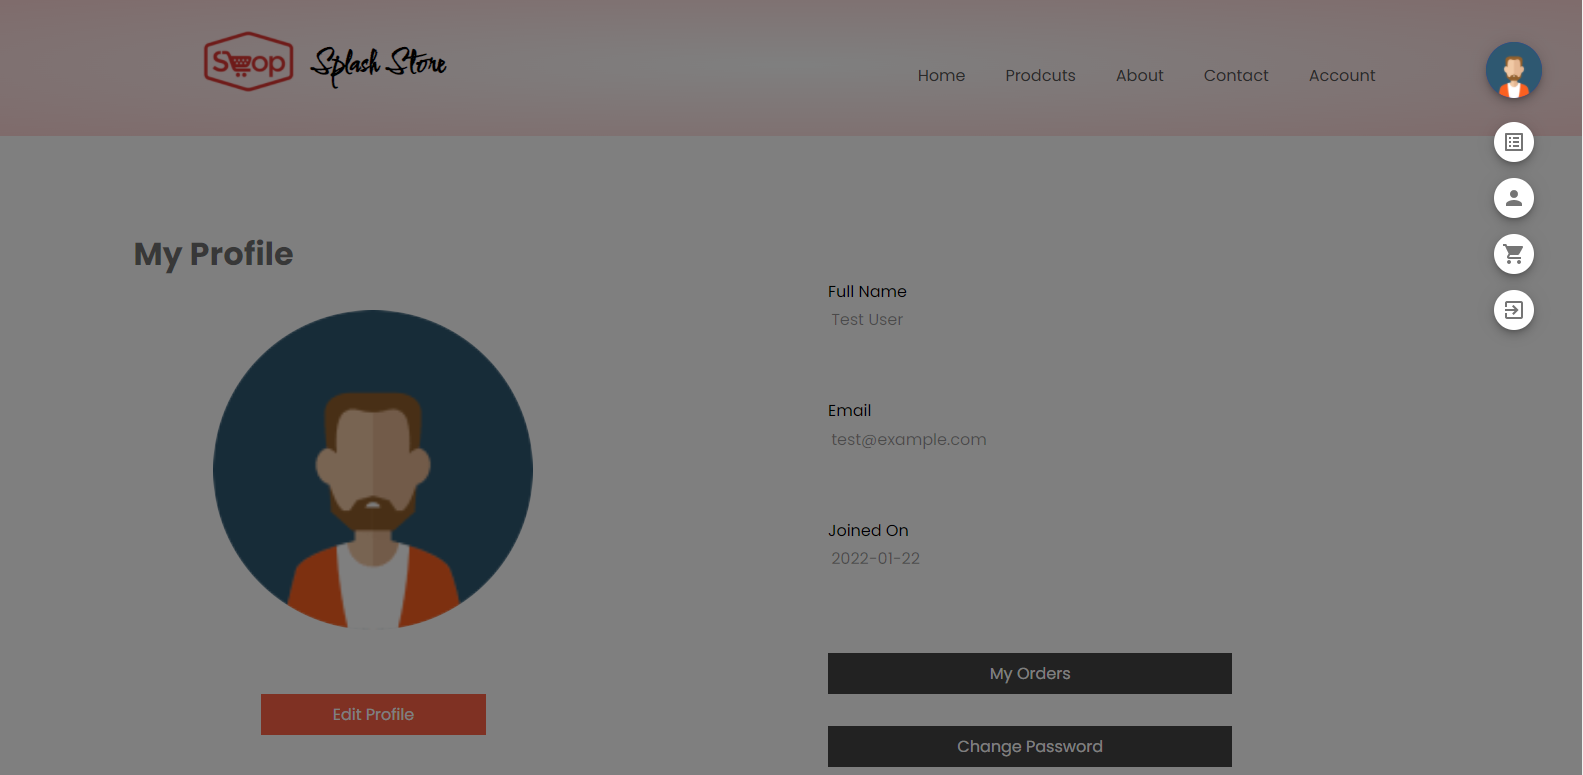 Shop Splash Store
Home Prodcuts About Contact Account
My Profile
Full Name
Test User
Email
test@example.com
Joined On
2022-01-22
My Orders
Edit Profile
Change Password